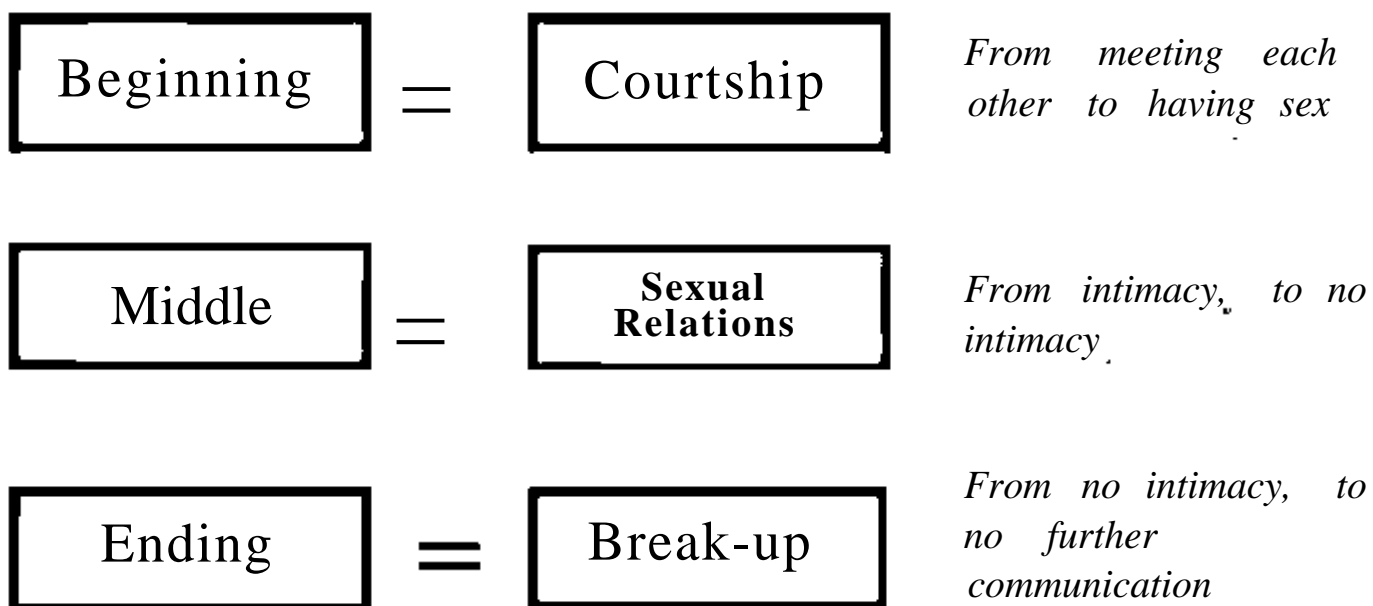 Beginning = Courtship
From meeting each
other to having sex
Middle = Sexual
Relations
From intimacy, to no
intimacy
Ending = Break-up
From no intimacy, to
no further
communication